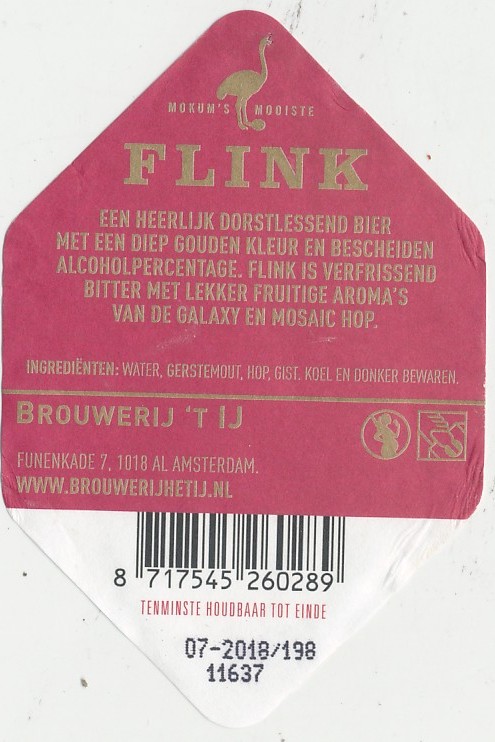 MOKUM'S MOOISTE
FLINK
EEN HEERLIJK DORSTLESSEND BIER
MET EEN DIEP GOUDEN KLEUR EN BESCHEIDEN
ALCOHOLPERCENTAGE. FLINK IS VERFRISSEND
BITTER MET LEKKER FRUITIGE AROMA'S
VAN DE GALAXY EN MOSAIC HOP.
INGREDIËNTEN: WATER, GERSTEMOUT, HOP, GIST. KOEL EN DONKER BEWAREN.
BROUWERIJ 'T IJ
FUNENKADE 7, 1018 AL AMSTERDAM.
WWW.BROUWERIJHETIJ.NL
8 717545 260289
TENMINSTE HOUDBAAR TOT EINDE
07-2018/198
11637